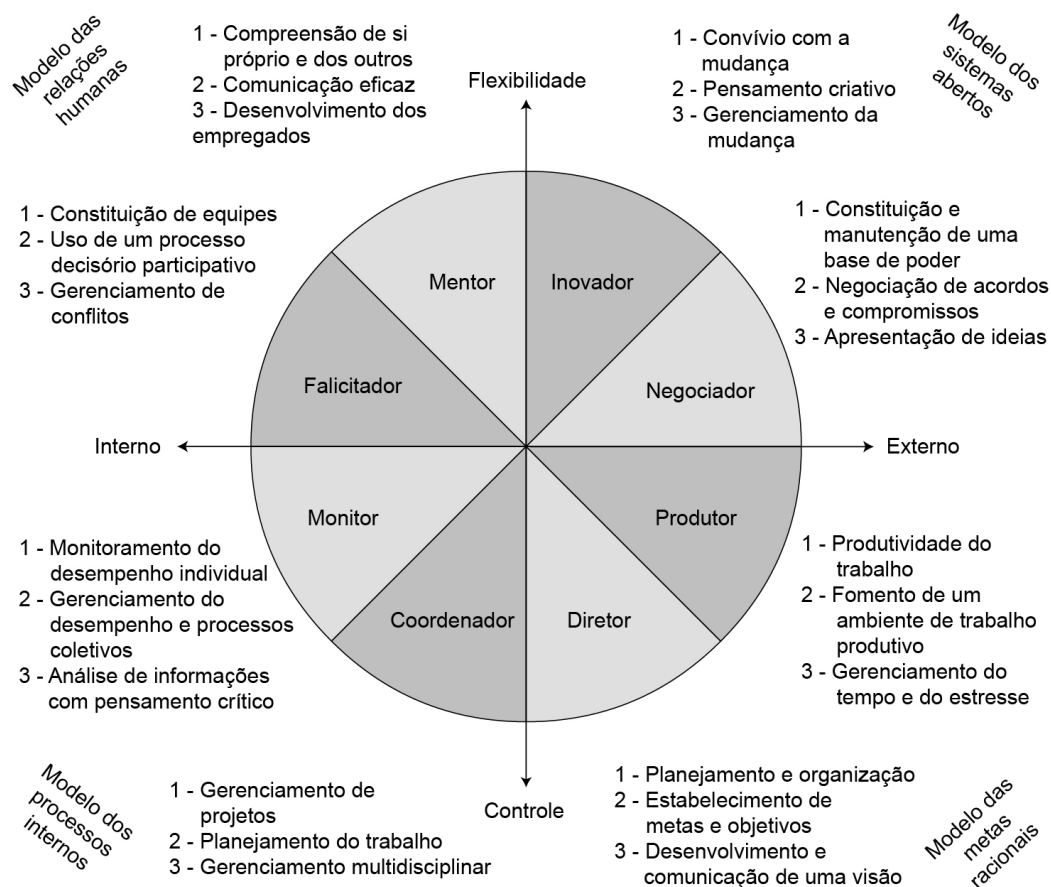 Modelo das
relações
humanas
1 - Compreensão de si
próprio e dos outros
2 - Comunicação eficaz
3 - Desenvolvimento dos
empregados
Flexibilidade
1 - Convívio com a
mudança
2 - Pensamento criativo
3 - Gerenciamento da
mudança
Modelo dos
sistemas
abertos
1 - Constituição de equipes
2 - Uso de um processo
decisório participativo
3 - Gerenciamento de
conflitos
Mentor
Inovador
1 - Constituição e
manutenção de uma
base de poder
2 - Negociação de acordos
e compromissos
3 - Apresentação de ideias
Falicitador
Negociador
Interno
Externo
Monitor
Produtor
1 - Monitoramento do
desempenho individual
2 - Gerenciamento do
desempenho e processos
coletivos
3 - Análise de informações
com pensamento crítico
Coordenador
Diretor
1 - Produtividade do
trabalho
2 - Fomento de um
ambiente de trabalho
produtivo
3 - Gerenciamento do
tempo e do estresse
Modelo dos
processos
internos
1 - Gerenciamento de
projetos
2 - Planejamento do trabalho
3 - Gerenciamento multidisciplinar
Controle
1 - Planejamento e organização
2 - Estabelecimento de
metas e objetivos
3 - Desenvolvimento e
comunicação de uma visão
Modelo das
metas
racionais